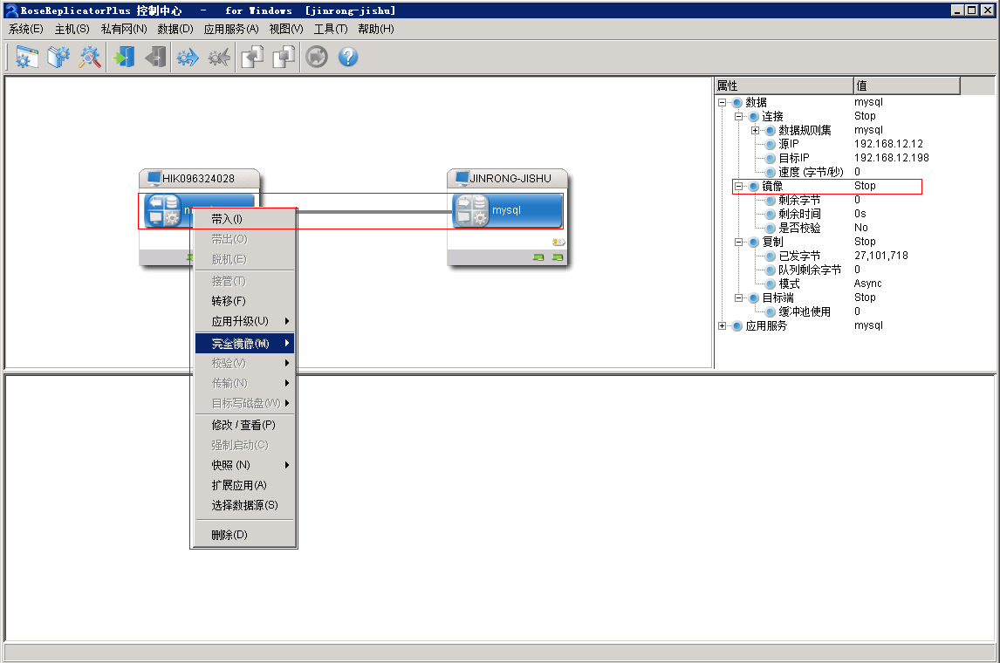 RoseReplicatorPlus 控制中心 - for Windows [jinrong-jishu]
系统(E) 主机(S) 私有网(N) 数据(D) 应用服务(A) 视图(V) 工具(T) 帮助(H)
HIK096324028
JINRONG-JISHU
mysql
带入(I)
带出(O)
脱机(E)
接管(T)
转移(F)
应用升级(U)
完全镜像(M)
校验(V)
传输(N)
目标写磁盘(W)
修改 / 查看(P)
强制启动(C)
快照 (N)
扩展应用(A)
选择数据源(S)
删除(D)
属性 值
数据 mysql
连接 Stop
数据规则集 mysql
源IP 192.168.12.12
目标IP 192.168.12.198
速度 (字节/秒) 0
镜像 Stop
剩余字节 0
剩余时间 0s
是否校验 No
复制 Stop
已发字节 27,101,718
队列剩余字节 0
模式 Async
目标端 Stop
缓冲池使用 0
应用服务 mysql